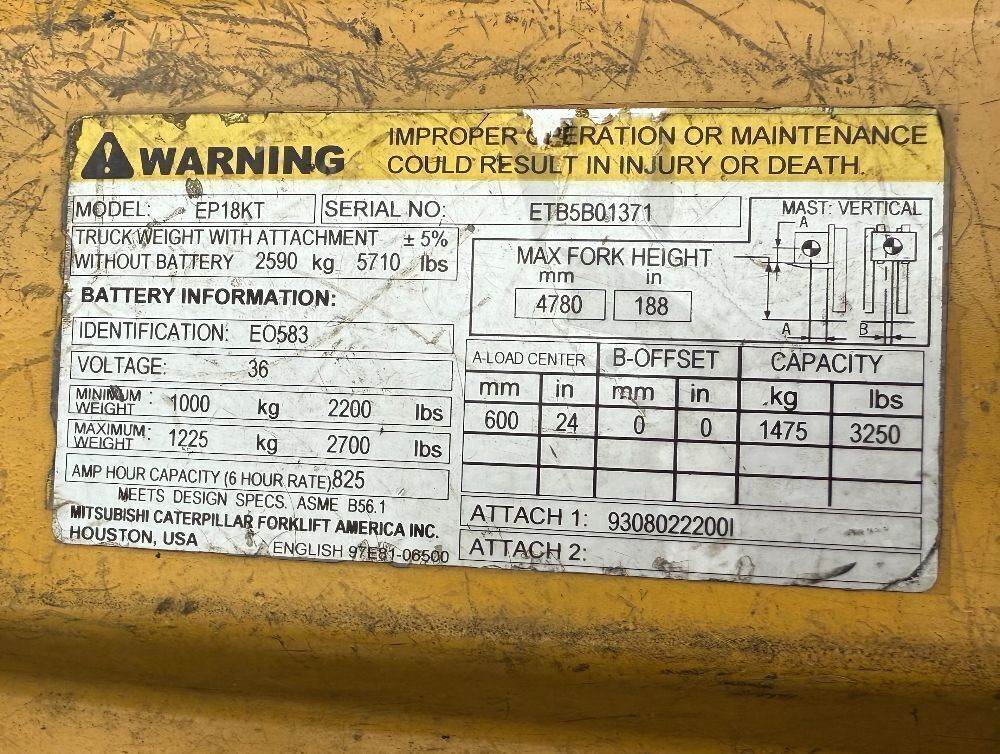 WARNING
IMPROPER OPERATION OR MAINTENANCE
COULD RESULT IN INJURY OR DEATH.
MODEL: EP18KT
SERIAL NO: ETB5B01371
TRUCK WEIGHT WITH ATTACHMENT ± 5%
WITHOUT BATTERY 2590 kg 5710 lbs
BATTERY INFORMATION:
IDENTIFICATION: EO583
VOLTAGE: 36
MINIMUM WEIGHT : 1000 kg 2200 lbs
MAXIMUM WEIGHT : 1225 kg 2700 lbs
AMP HOUR CAPACITY (6 HOUR RATE) 825
MEETS DESIGN SPECS. ASME B56.1
MITSUBISHI CATERPILLAR FORKLIFT AMERICA INC.
HOUSTON, USA
ENGLISH 97E81-06500
MAX FORK HEIGHT
mm in
4780 188
MAST: VERTICAL
A
A B
A-LOAD CENTER B-OFFSET CAPACITY
mm in mm in kg lbs
600 24 0 0 1475 3250
ATTACH 1: 9308022200I
ATTACH 2: